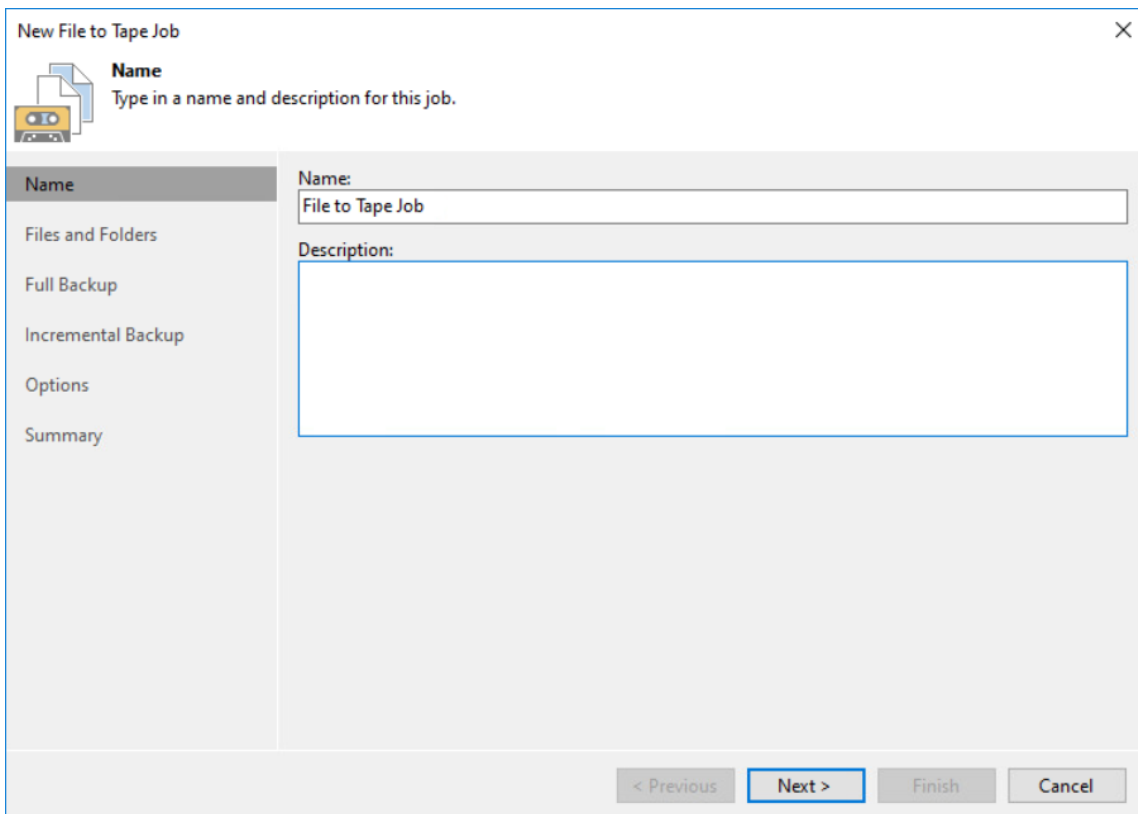 New File to Tape Job
Name
Type in a name and description for this job.
Name
Files and Folders
Full Backup
Incremental Backup
Options
Summary
Name:
File to Tape Job
Description:
< Previous
Next >
Finish
Cancel